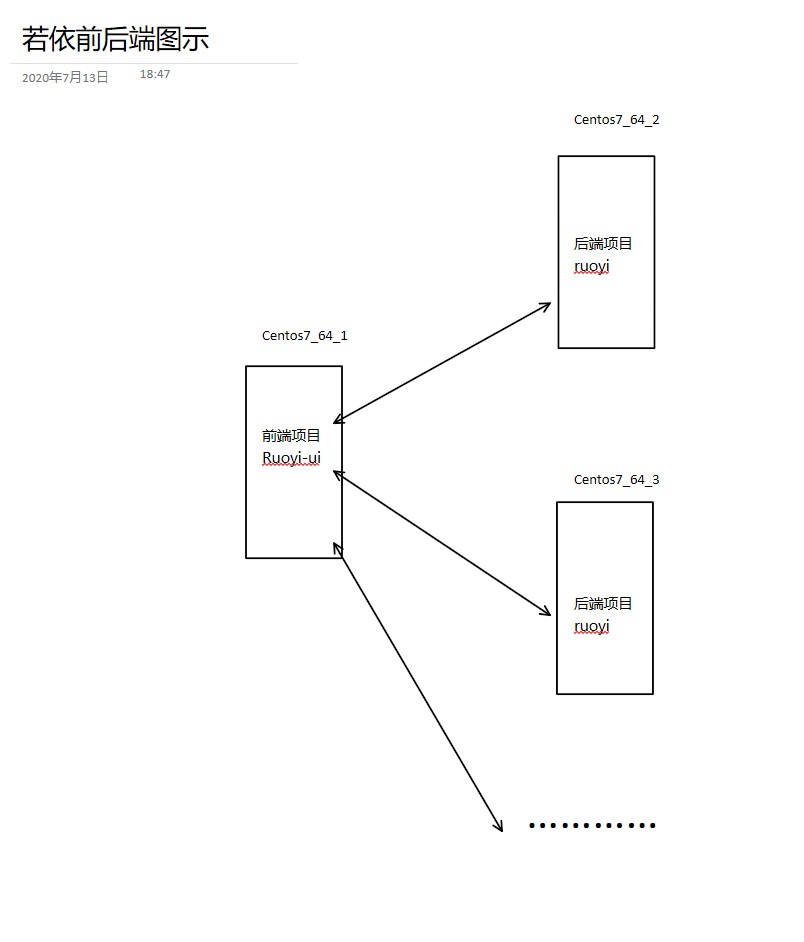 若依前后端图示
2020年7月13日 18:47
Centos7_64_2
后端项目
ruoyi
Centos7_64_1
前端项目
Ruoyi-ui
Centos7_64_3
后端项目
ruoyi
............